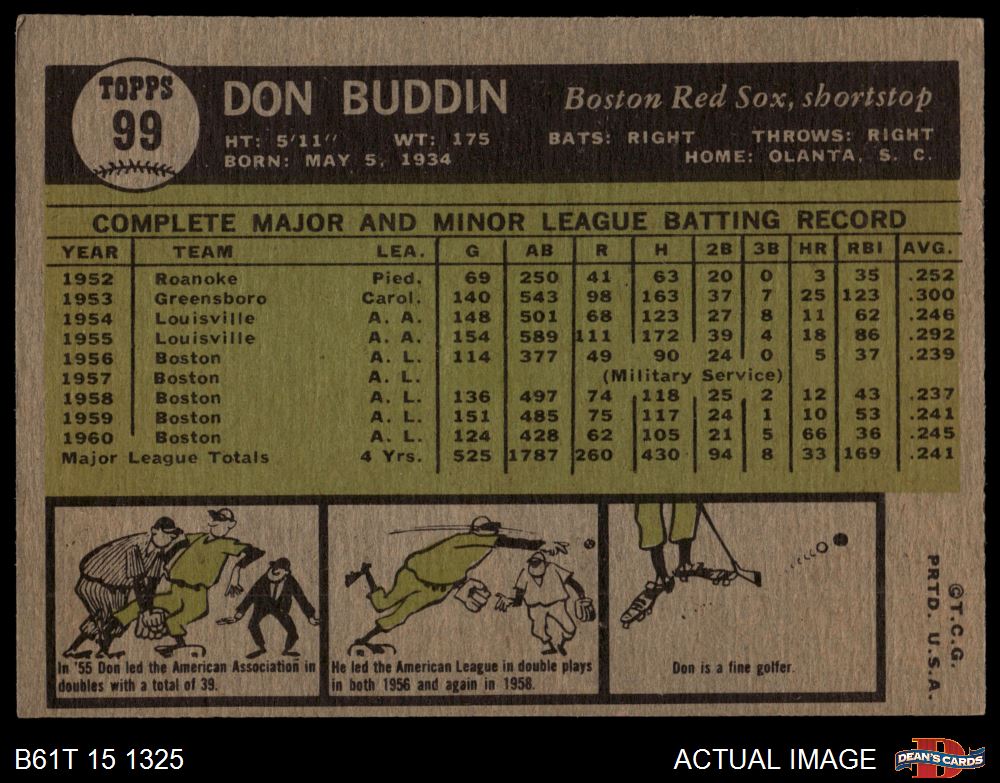 TOPPS
99
DON BUDDIN Boston Red Sox, shortstop
HT: 5'11" WT: 175 BATS: RIGHT THROWS: RIGHT
BORN: MAY 5, 1934 HOME: OLANTA, S. C.
COMPLETE MAJOR AND MINOR LEAGUE BATTING RECORD
YEAR TEAM LEA. G AB R H 2B 3B HR RBI AVG.
1952 Roanoke Pied. 69 250 41 63 20 0 3 35 .252
1953 Greensboro Carol. 140 543 98 163 37 7 25 123 .300
1954 Louisville A. A. 148 501 68 123 27 8 11 62 .246
1955 Louisville A. A. 154 589 111 172 39 4 18 86 .292
1956 Boston A. L. 114 377 49 90 24 0 5 37 .239
1957 Boston A. L. (Military Service)
1958 Boston A. L. 136 497 74 118 25 2 12 43 .237
1959 Boston A. L. 151 485 75 117 24 1 10 53 .241
1960 Boston A. L. 124 428 62 105 21 5 66 36 .245
Major League Totals 4 Yrs. 525 1787 260 430 94 8 33 169 .241
In '55 Don led the American Association in
doubles with a total of 39.
He led the American League in double plays
in both 1956 and again in 1958.
Don is a fine golfer.
©T.C.G.
PRTD. U.S.A.
B61T 15 1325
ACTUAL IMAGE
D
DEAN'S CARDS